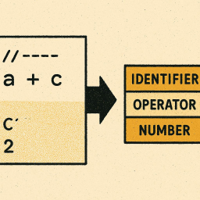 //----
a + c
C´
2
IDENTIFIER
OPERATOR
NUMBER